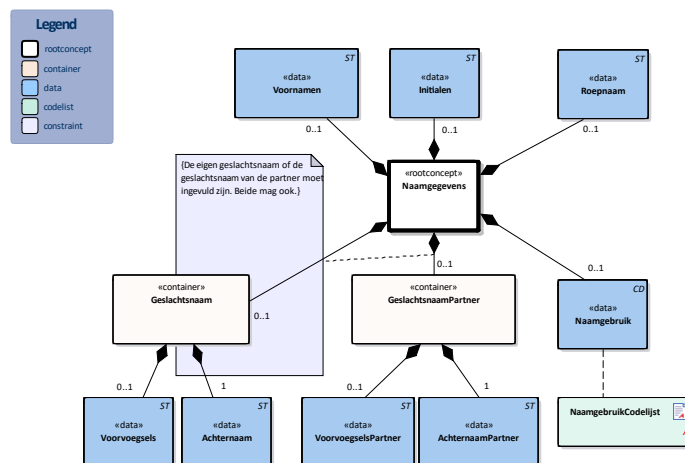 Legend
rootconcept
container
data
codelist
constraint
ST
«data»
Voornamen
ST
«data»
Initialen
ST
«data»
Roepnaam
0..1
0..1
0..1
{De eigen geslachtsnaam of de
geslachtsnaam van de partner moet
ingevuld zijn. Beide mag ook.}
«rootconcept»
Naamgegevens
0..1
0..1
0..1
«container»
Geslachtsnaam
«container»
GeslachtsnaamPartner
CD
«data»
Naamgebruik
0..1
1
0..1
1
ST
«data»
Voorvoegsels
ST
«data»
Achternaam
ST
«data»
VoorvoegselsPartner
ST
«data»
AchternaamPartner
NaamgebruikCodelijst